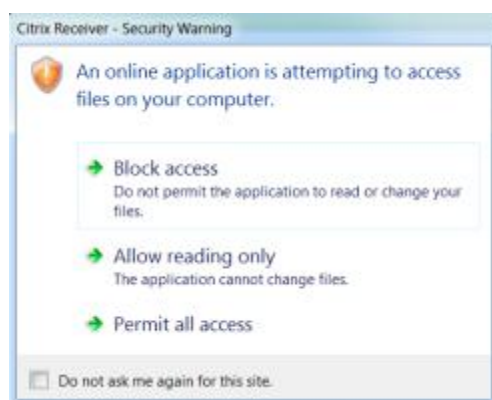 Citrix Receiver - Security Warning
An online application is attempting to access
files on your computer.
Block access
Do not permit the application to read or change your
files.
Allow reading only
The application cannot change files.
Permit all access
Do not ask me again for this site.